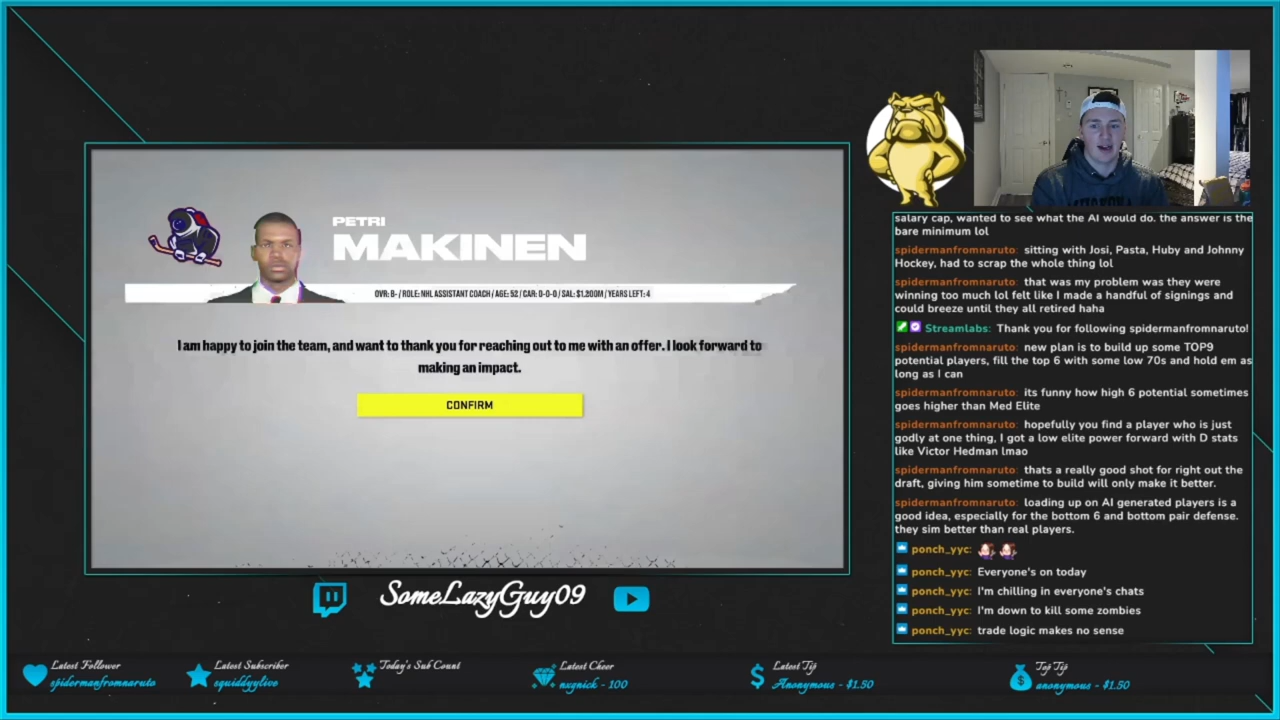 PETRI
MAKINEN
OVR: B- / ROLE: NHL ASSISTANT COACH / AGE: 52 / CAR: 0-0-0 / SAL: $1.200M / YEARS LEFT: 4
I am happy to join the team, and want to thank you for reaching out to me with an offer. I look forward to
making an impact.
CONFIRM
salary cap, wanted to see what the AI would do. the answer is the
bare minimum lol
spidermanfromnaruto: sitting with Josi, Pasta, Huby and Johnny
Hockey, had to scrap the whole thing lol
spidermanfromnaruto: that was my problem was they were
winning too much lol felt like I made a handful of signings and
could breeze until they all retired haha
Streamlabs: Thank you for following spidermanfromnaruto!
spidermanfromnaruto: new plan is to build up some TOP9
potential players, fill the top 6 with some low 70s and hold em as
long as I can
spidermanfromnaruto: its funny how high 6 potential sometimes
goes higher than Med Elite
spidermanfromnaruto: hopefully you find a player who is just
godly at one thing, I got a low elite power forward with D stats
like Victor Hedman lmao
spidermanfromnaruto: thats a really good shot for right out the
draft, giving him sometime to build will only make it better.
spidermanfromnaruto: loading up on AI generated players is a
good idea, especially for the bottom 6 and bottom pair defense.
they sim better than real players.
ponch_yyc:
ponch_yyc: Everyone's on today
ponch_yyc: I'm chilling in everyone's chats
ponch_yyc: I'm down to kill some zombies
ponch_yyc: trade logic makes no sense
SomeLazyGuy09
Latest Follower
spidermanfromnaruto
Latest Subscriber
squiddyylive
Today's Sub Count
Latest Cheer
nxgnick - 100
Latest Tip
Anonymous - $1.50
Top Tip
anonymous - $1.50